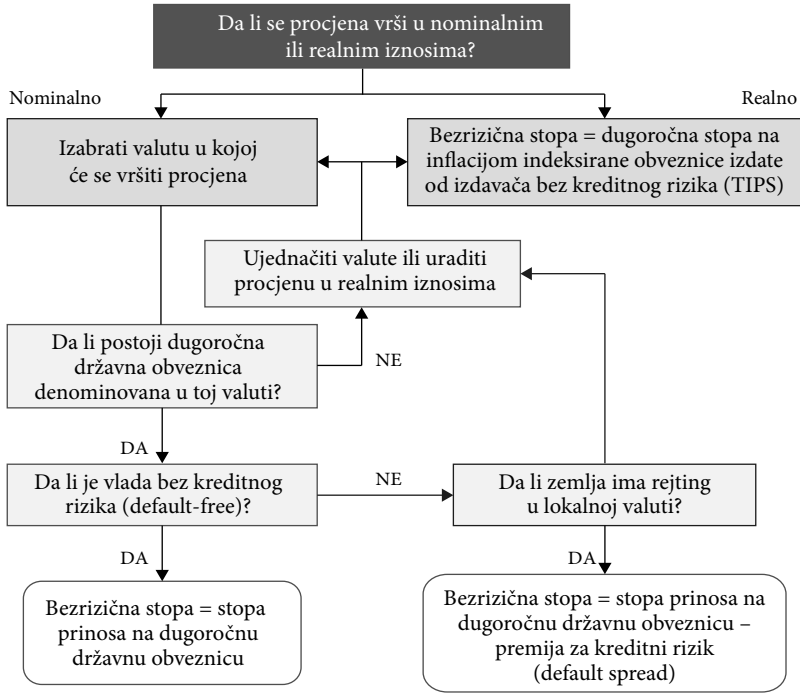 Da li se procjena vrši u nominalnim
ili realnim iznosima?
Nominalno
Realno
Izabrati valutu u kojoj
će se vršiti procjena
Bezrizična stopa = dugoročna stopa na
inflacijom indeksirane obveznice izdate
od izdavača bez kreditnog rizika (TIPS)
Ujednačiti valute ili uraditi
procjenu u realnim iznosima
Da li postoji dugoročna
državna obveznica
denominovana u toj valuti?
NE
DA
Da li je vlada bez kreditnog
rizika (default-free)?
NE
Da li zemlja ima rejting
u lokalnoj valuti?
DA
DA
Bezrizična stopa = stopa
prinosa na dugoročnu
državnu obveznicu
Bezrizična stopa = stopa prinosa na
dugoročnu državnu obveznicu –
premija za kreditni rizik
(default spread)